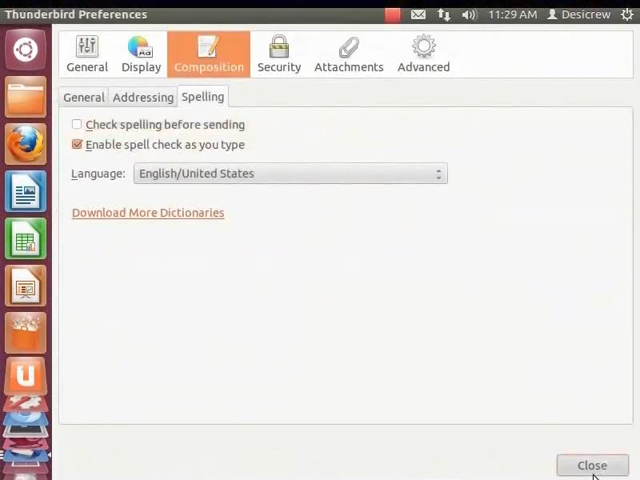 Thunderbird Preferences
11:29 AM
Desicrew
General
Display
Composition
Security
Attachments
Advanced
General
Addressing
Spelling
Check spelling before sending
Enable spell check as you type
Language:
English/United States
Download More Dictionaries
Close